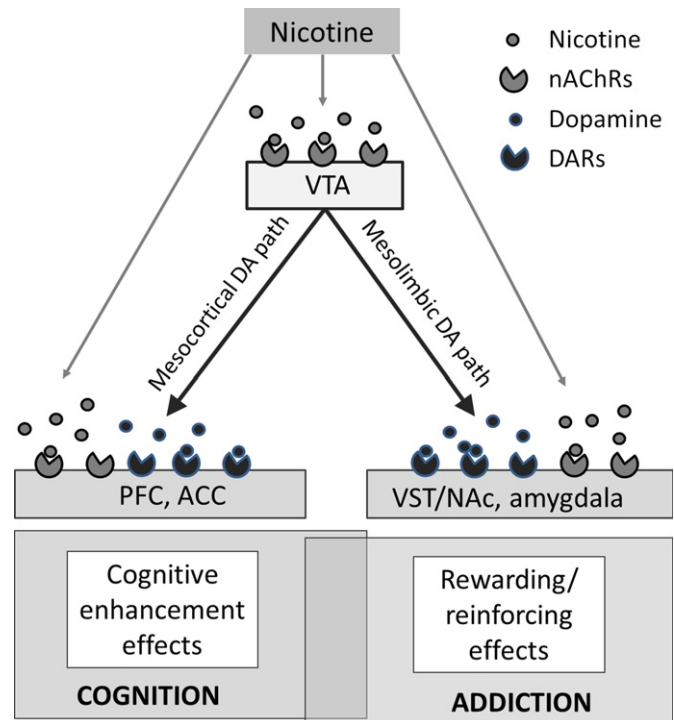 Nicotine
Nicotine
nAChRs
Dopamine
DARs
VTA
Mesocortical DA path
Mesolimbic DA path
PFC, ACC
VST/NAc, amygdala
Cognitive
enhancement
effects
COGNITION
Rewarding/
reinforcing
effects
ADDICTION